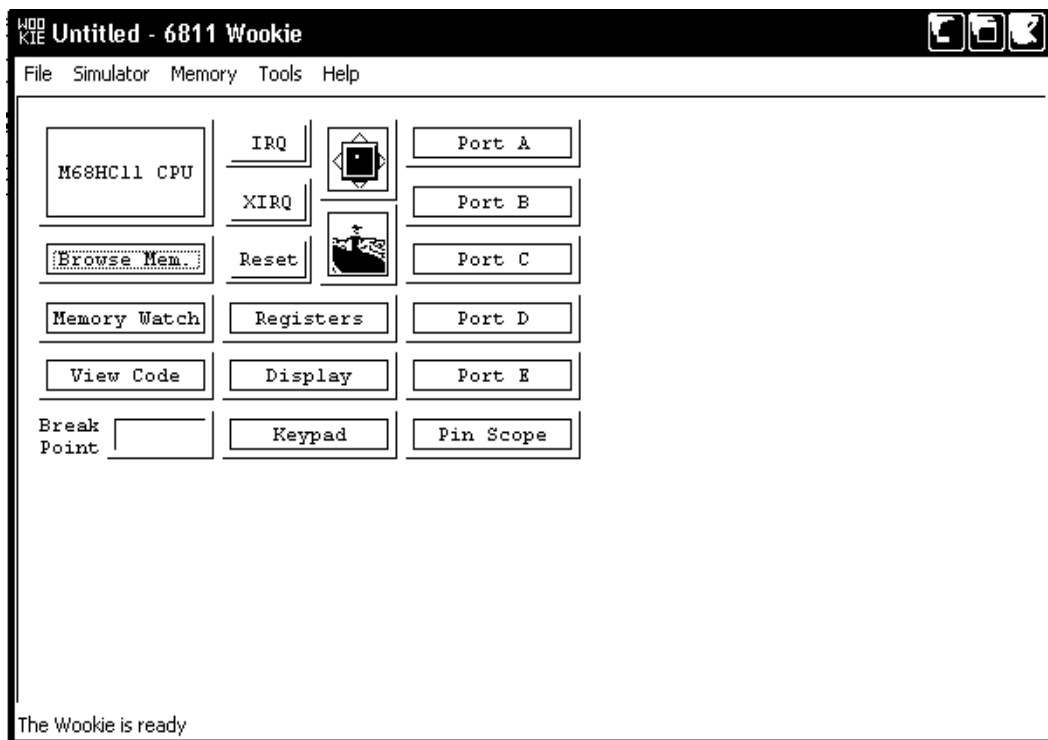 WOO
KIE Untitled - 6811 Wookie
File Simulator Memory Tools Help
M68HC11 CPU
IRQ
Port A
XIRQ
Port B
Browse Mem.
Reset
Port C
Memory Watch
Registers
Port D
View Code
Display
Port E
Break
Point
Keypad
Pin Scope
The Wookie is ready